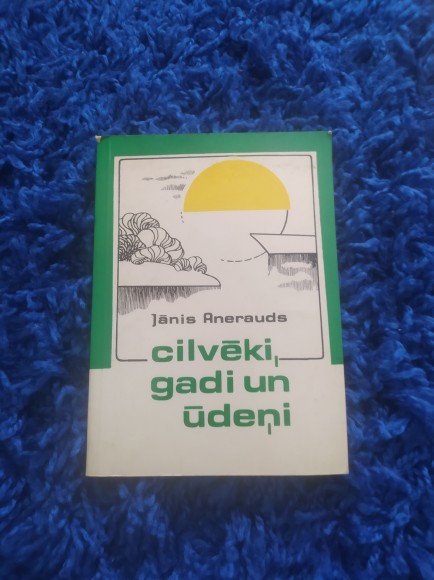 Jānis Anerauds
cilvēki,
gadi un
ūdeņi